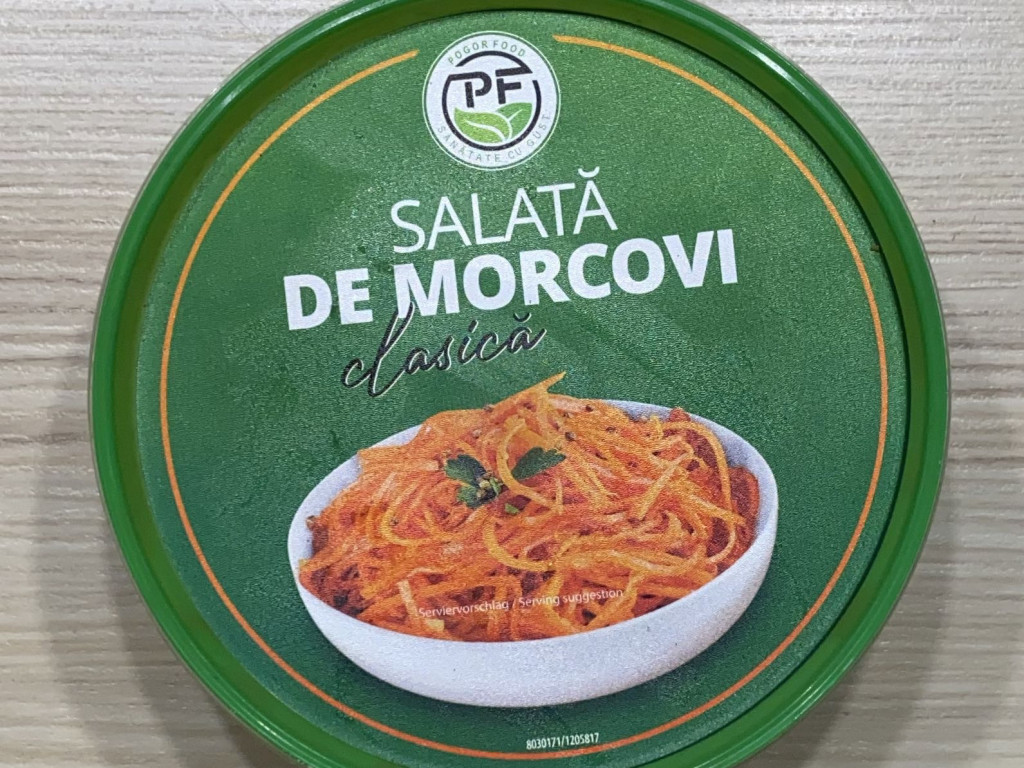 POGOR FOOD
PF
SĂNĂTATE CU GUST
SALATĂ
DE MORCOVI
clasică
Serviervorschlag / Serving suggestion
8030171/1205817